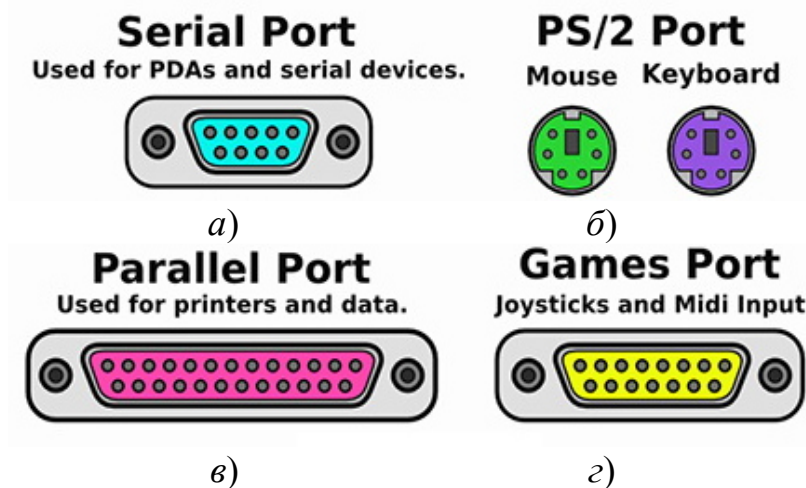 Serial Port
Used for PDAs and serial devices.
а)
PS/2 Port
Mouse Keyboard
б)
Parallel Port
Used for printers and data.
в)
Games Port
Joysticks and Midi Input
г)